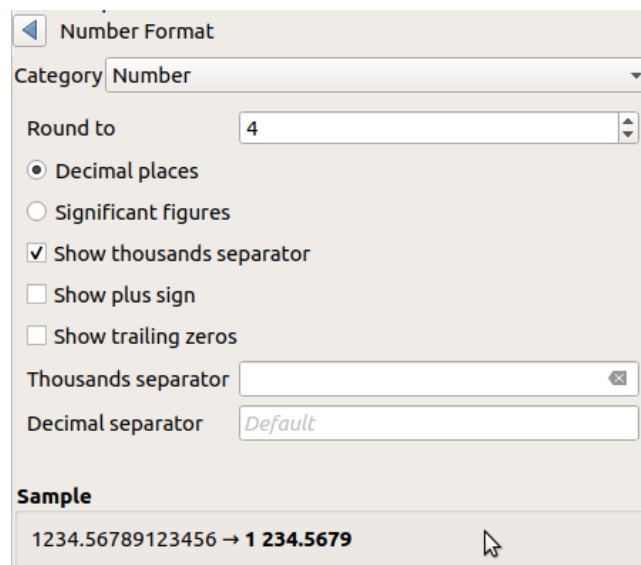 Number Format
Category Number
Round to 4
Decimal places
Significant figures
Show thousands separator
Show plus sign
Show trailing zeros
Thousands separator
Decimal separator Default
Sample
1234.56789123456 → 1 234.5679